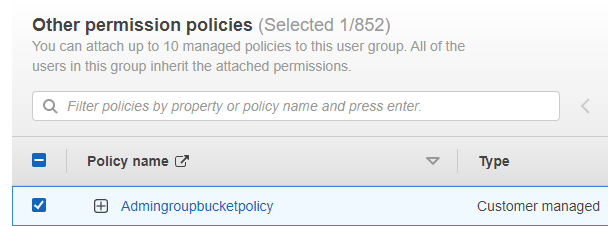 Other permission policies (Selected 1/852)
You can attach up to 10 managed policies to this user group. All of the
users in this group inherit the attached permissions.
Filter policies by property or policy name and press enter.
Policy name Type
Admingroupbucketpolicy Customer managed